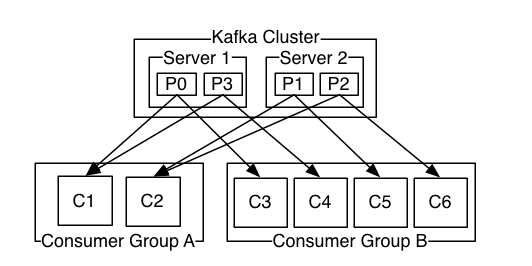 Kafka Cluster
Server 1 Server 2
P0 P3 P1 P2
C1 C2 C3 C4 C5 C6
Consumer Group A Consumer Group B